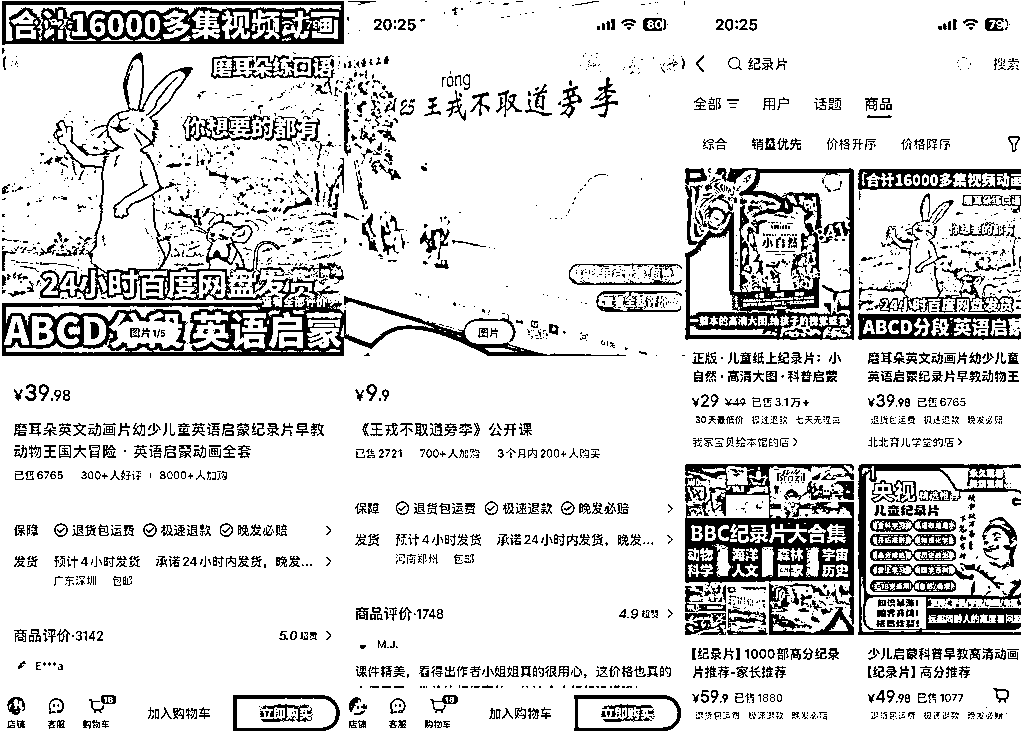 合计16000多集视频动画
磨耳朵练口语
你想要的都有
24小时百度网盘发货
ABCD分段 英语启蒙
图片1/5
¥39.98
磨耳朵英文动画片幼少儿童英语启蒙纪录片早教
动物王国大冒险·英语启蒙动画全套
已售6765 300+人好评 8000+人加购
保障 退货包运费 极速退款 晚发必赔
发货 预计4小时发货 承诺24小时内发货，晚发...
广东深圳 包邮
商品评价·3142 5.0 超赞
E***a
店铺 客服 购物车 16 加入购物车 立即购买
20:25 80
róng
25 王戎不取道旁李
图片
¥9.9
《王戎不取道旁李》公开课
已售2721 700+人加购 3个月内200+人购买
保障 退货包运费 极速退款 晚发必赔
发货 预计4小时发货 承诺24小时内发货，晚发...
河南郑州 包邮
商品评价·1748 4.9 超赞
M.J.
课件精美，看得出作者小姐姐真的很用心，这价格也真的
店铺 客服 购物车 加入购物车 立即购买
20:25 79
纪录片 搜索
全部 用户 话题 商品
综合 销量优先 价格升序 价格降序
小自然
正版·儿童纸上纪录片：小
自然·高清大图·科普启蒙
¥29 ¥49 已售3.1万+
30天最低价 极速退款 七天无理由
我家宝贝绘本馆的店
合计16000多集视频动画
磨耳朵练口语
你想要的都有
24小时百度网盘发货
ABCD分段 英语启蒙
磨耳朵英文动画片幼少儿
英语启蒙纪录片早教动物王
¥39.98 已售6765
退货包运费 极速退款 晚发必赔
北北育儿学堂的店
BBC纪录片大合集
动物 海洋 森林 宇宙
科学 人文 国家 历史
【纪录片】1000部高分纪录
片推荐-家长推荐
¥59.9 已售1880
退货包运费 极速退款 晚发必赔
央视
儿童纪录片
少儿启蒙科普早教高清动画
【纪录片】高分推荐
¥49.98 已售1077
退货包运费 极速退款 晚发必赔